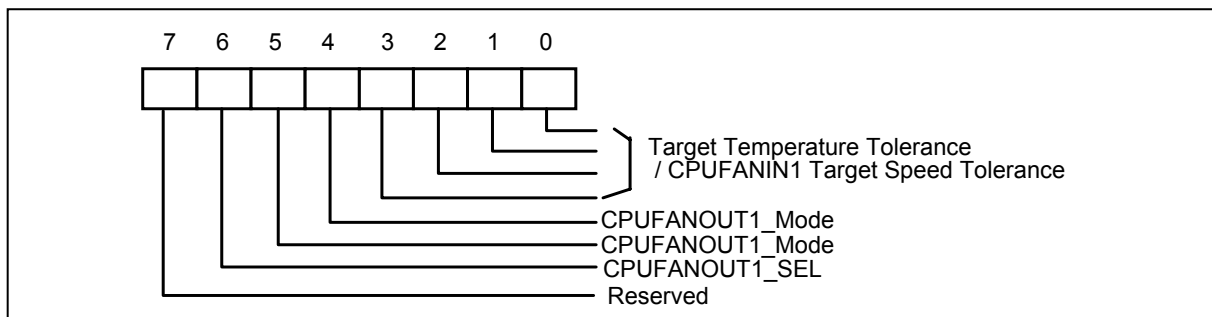 7 6 5 4 3 2 1 0
Target Temperature Tolerance
/ CPUFANIN1 Target Speed Tolerance
CPUFANOUT1_Mode
CPUFANOUT1_Mode
CPUFANOUT1_SEL
Reserved